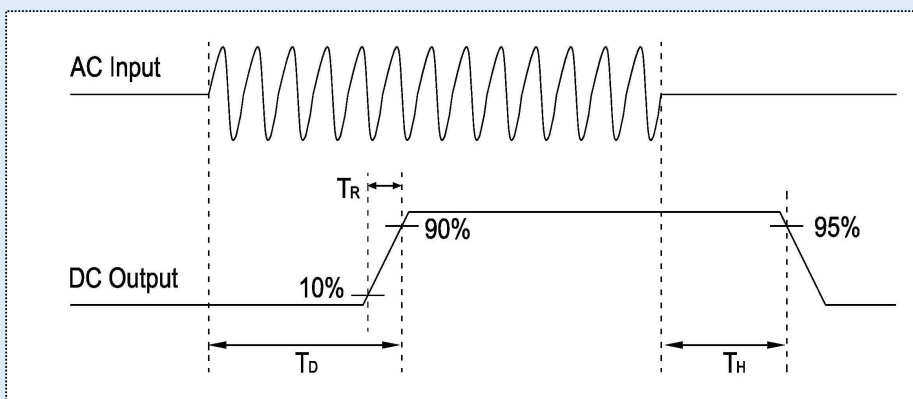 AC Input
TR
90%
95%
DC Output
10%
TD
TH